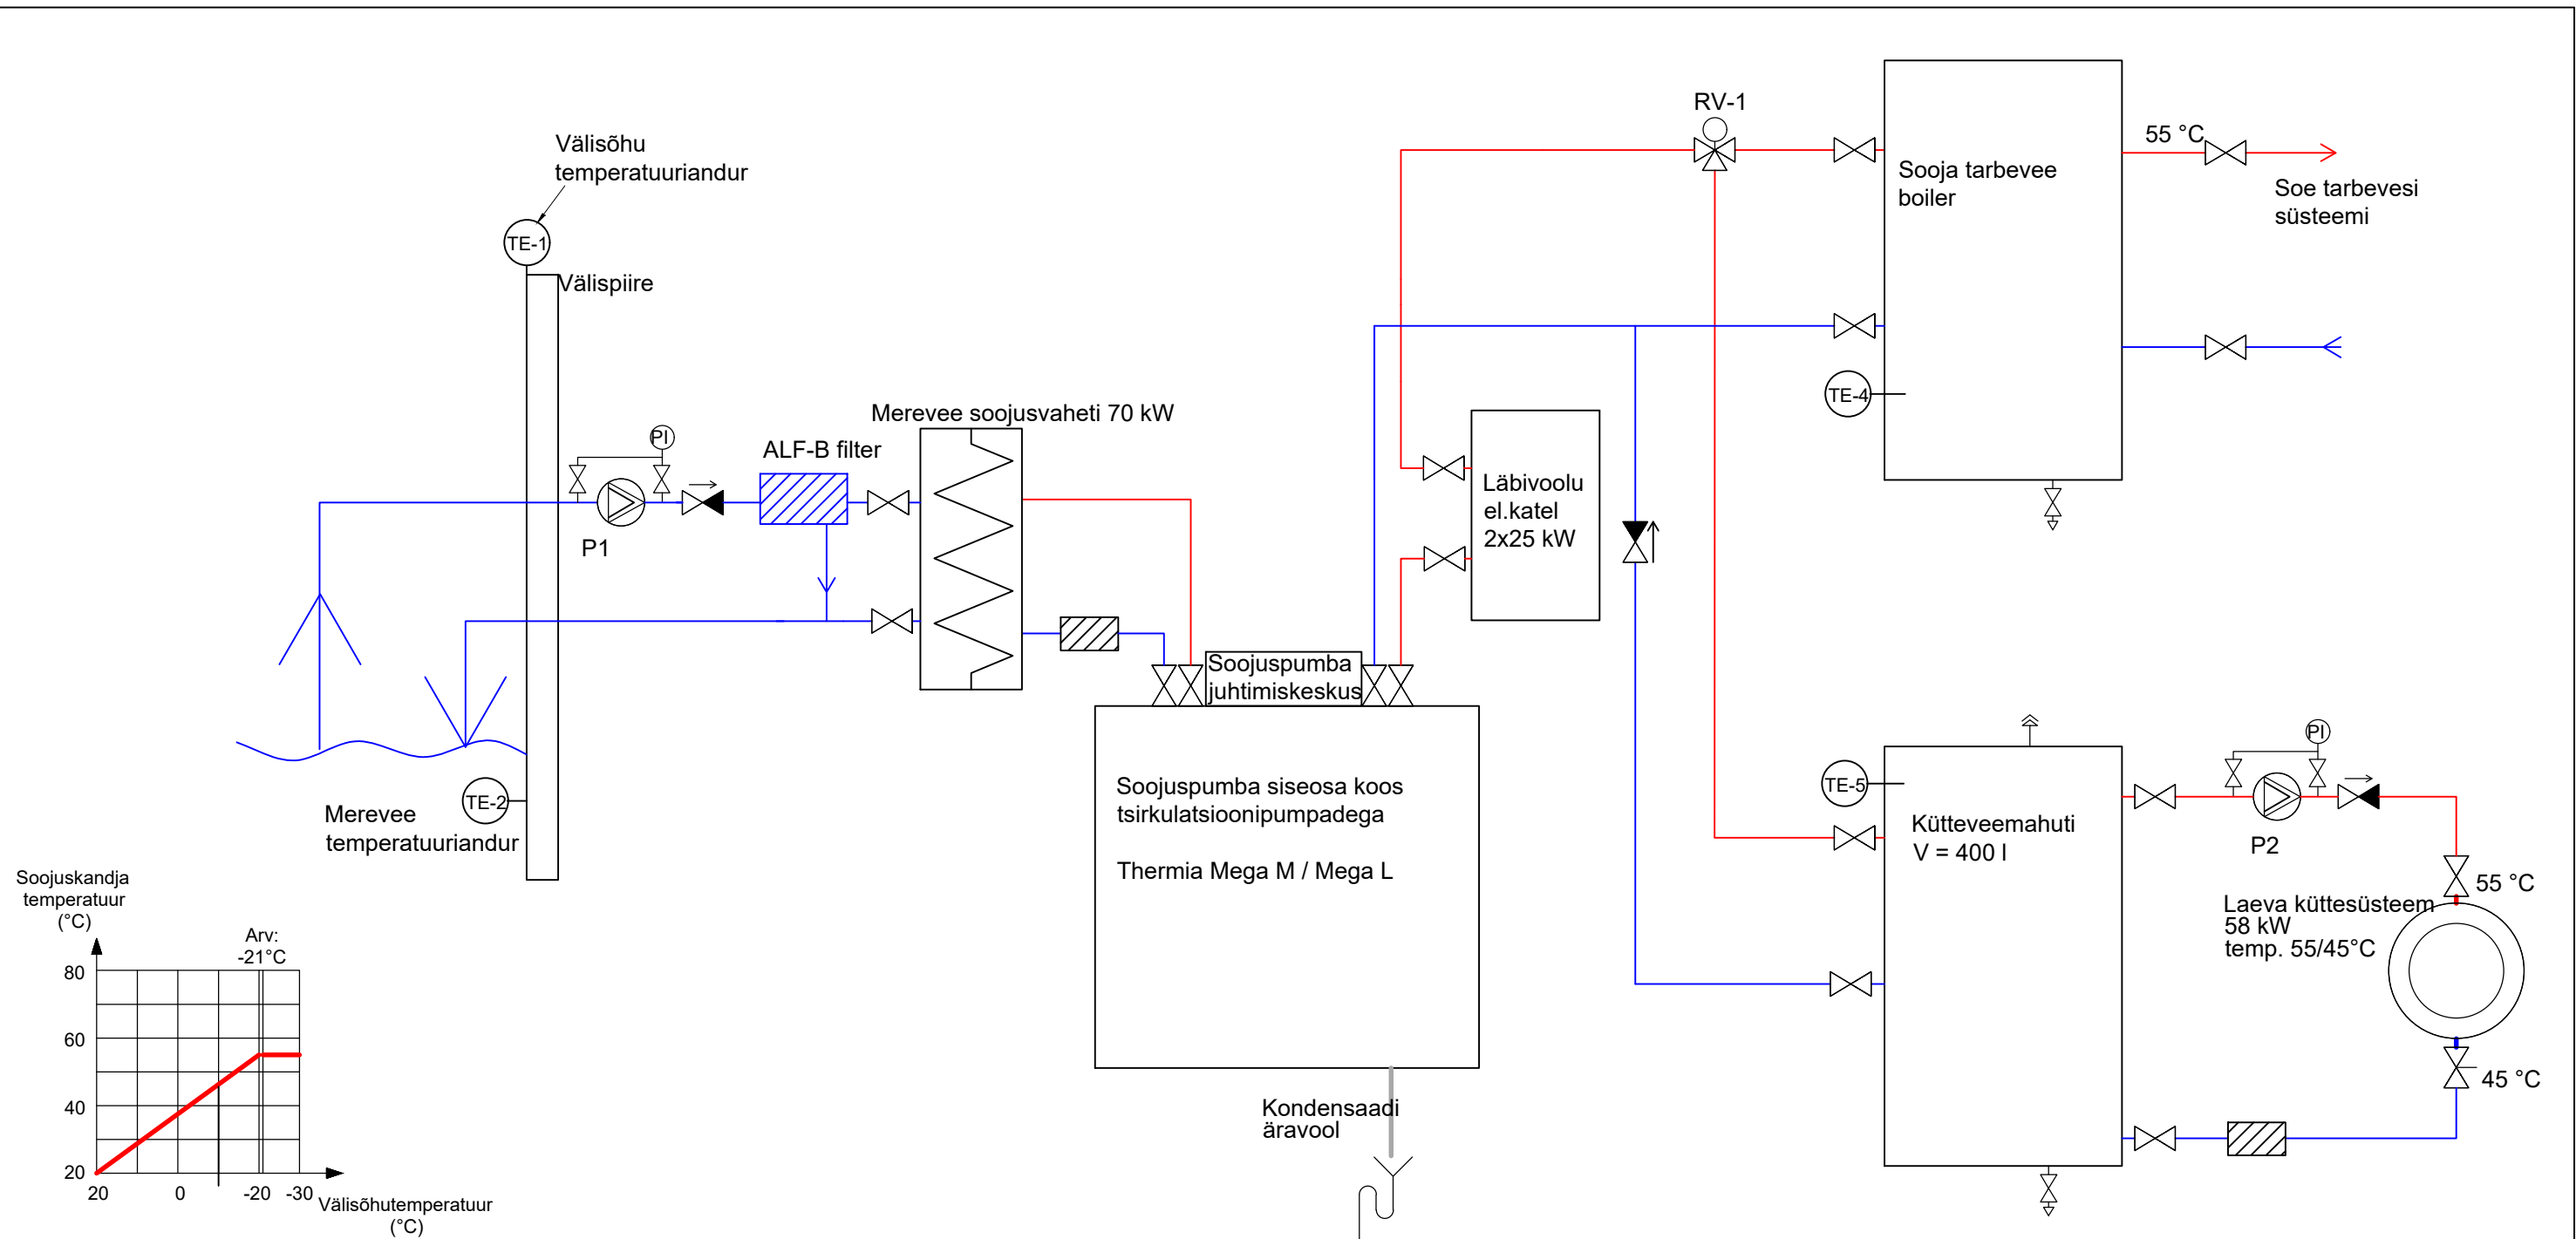 RV-1
Välisõhu
temperatuuriandur
TE-1
Välispiire
Sooja tarbevee
boiler
55 °C
Soe tarbevesi
süsteemi
TE-4
Merevee soojusvaheti 70 kW
PI
ALF-B filter
P1
Läbivoolu
el.katel
2x25 kW
Soojuspumba
juhtimiskeskus
Soojuspumba siseosa koos
tsirkulatsioonipumpadega
Thermia Mega M / Mega L
TE-2
Merevee
temperatuuriandur
TE-5
Kütteveemahuti
V = 400 l
PI
P2
55 °C
Laeva küttesüsteem
58 kW
temp. 55/45°C
45 °C
Kondensaadi
äravool
Soojuskandja
temperatuur
(°C)
Arv:
-21°C
80
60
40
20
20 0 -20 -30
Välisõhutemperatuur
(°C)